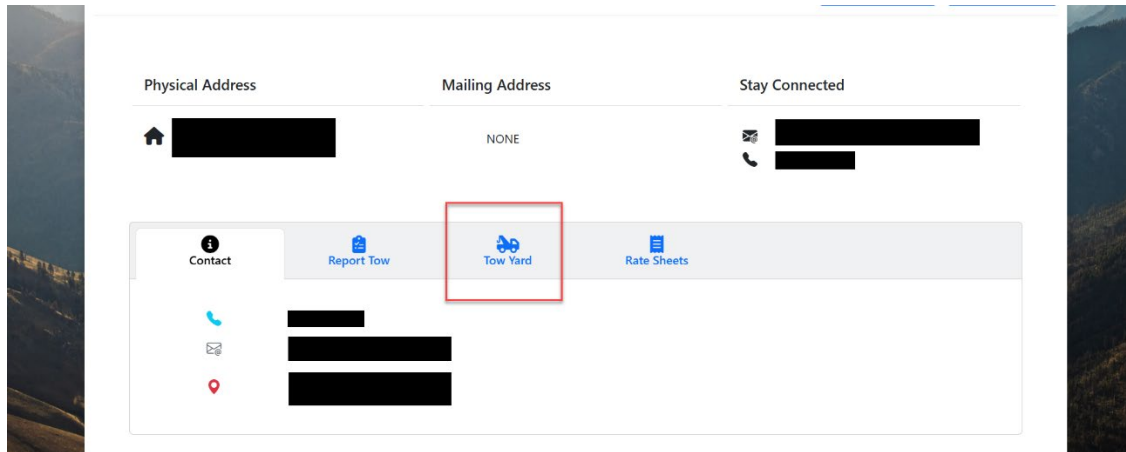 Physical Address
Mailing Address
Stay Connected
NONE
Contact
Report Tow
Tow Yard
Rate Sheets